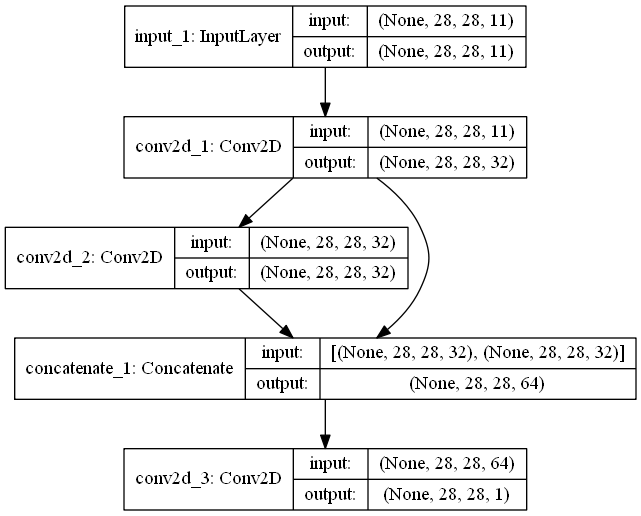 input_1: InputLayer
input: (None, 28, 28, 11)
output: (None, 28, 28, 11)
conv2d_1: Conv2D
input: (None, 28, 28, 11)
output: (None, 28, 28, 32)
conv2d_2: Conv2D
input: (None, 28, 28, 32)
output: (None, 28, 28, 32)
concatenate_1: Concatenate
input: [(None, 28, 28, 32), (None, 28, 28, 32)]
output: (None, 28, 28, 64)
conv2d_3: Conv2D
input: (None, 28, 28, 64)
output: (None, 28, 28, 1)